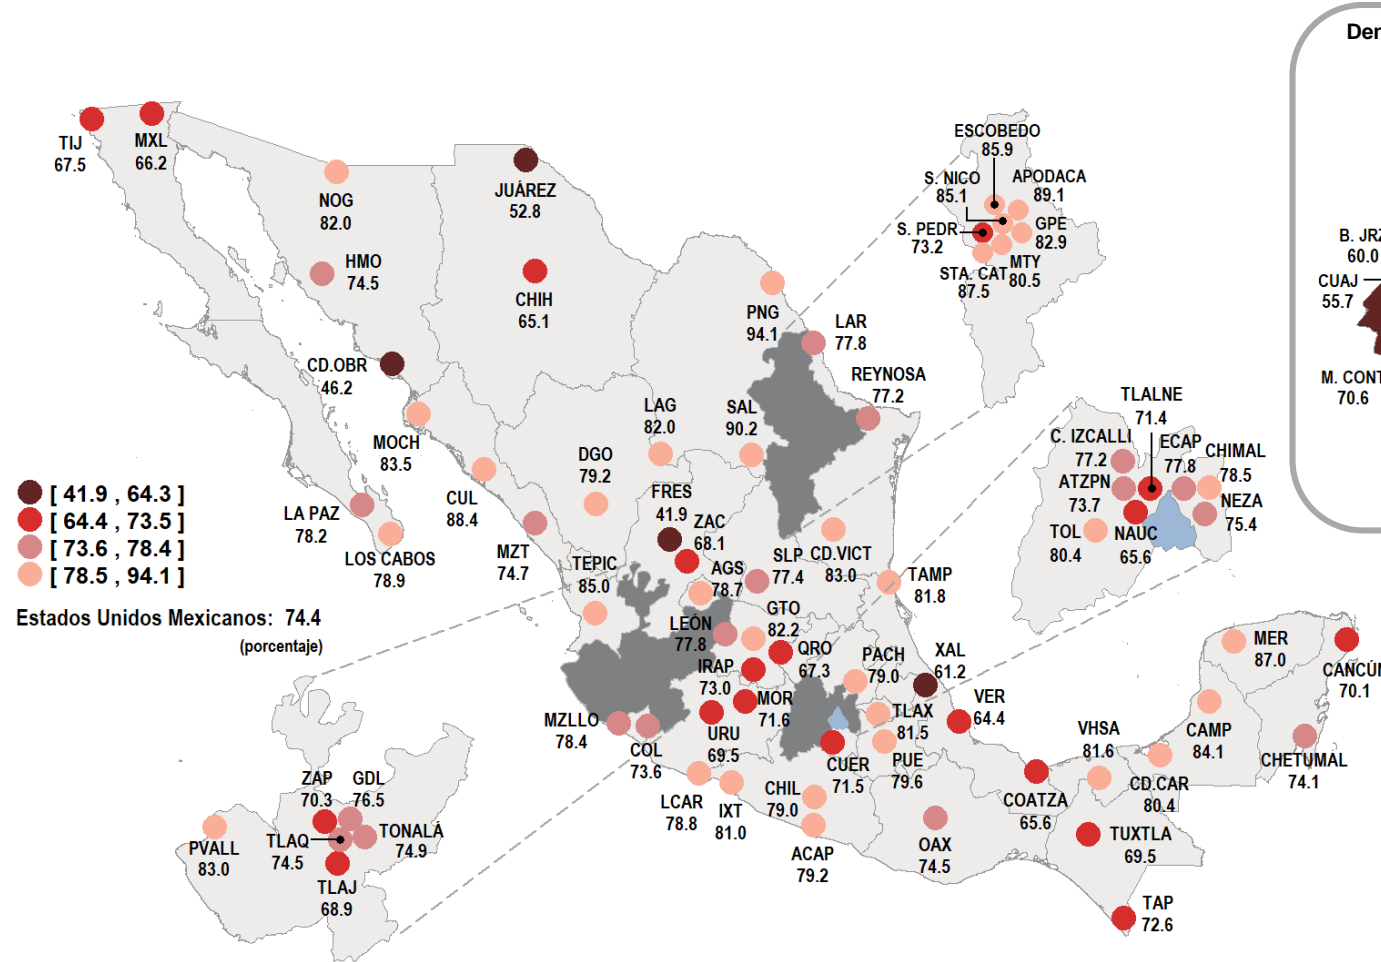 Den
ESCOBEDO
85.9
S. NICO
85.1
APODACA
89.1
S. PEDR
73.2
GPE
82.9
MTY
80.5
STA. CAT
87.5
TIJ
67.5
MXL
66.2
NOG
82.0
JUÁREZ
52.8
HMO
74.5
CHIH
65.1
B. JRZ
60.0
CUAJ
55.7
M. CONT
70.6
PNG
94.1
LAR
77.8
REYNOSA
77.2
CD.OBR
46.2
MOCH
83.5
LAG
82.0
SAL
90.2
DGO
79.2
CUL
88.4
FRES
41.9
ZAC
68.1
TLALNE
71.4
C. IZCALLI
77.2
ECAP
77.8
CHIMAL
78.5
ATZPN
73.7
NEZA
75.4
TOL
80.4
NAUC
65.6
[ 41.9 , 64.3 ]
[ 64.4 , 73.5 ]
[ 73.6 , 78.4 ]
[ 78.5 , 94.1 ]
Estados Unidos Mexicanos: 74.4
(porcentaje)
LA PAZ
78.2
LOS CABOS
78.9
MZT
74.7
TEPIC
85.0
AGS
78.7
SLP
77.4
CD.VICT
83.0
TAMP
81.8
GTO
82.2
LEÓN
77.8
QRO
67.3
IRAP
73.0
PACH
79.0
XAL
61.2
MOR
71.6
VER
64.4
MZLLO
78.4
COL
73.6
URU
69.5
TLAX
81.5
CUER
71.5
PUE
79.6
LCAR
78.8
IXT
81.0
CHIL
79.0
ACAP
79.2
OAX
74.5
COATZA
65.6
VHSA
81.6
CD.CAR
80.4
CAMP
84.1
MER
87.0
CANCÚN
70.1
CHETUMAL
74.1
TUXTLA
69.5
TAP
72.6
ZAP
70.3
GDL
76.5
TLAQ
74.5
TONALÁ
74.9
PVALL
83.0
TLAJ
68.9